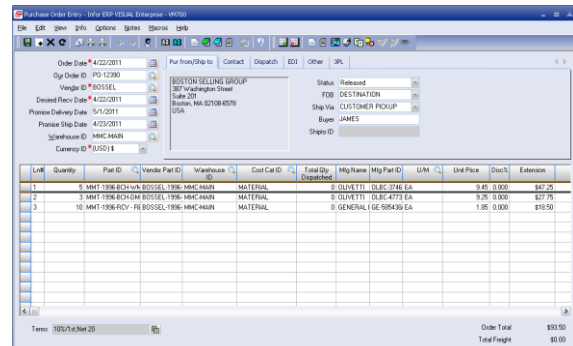 Purchase Order Entry - Infor ERP VISUAL Enterprise - VM700
File Edit View Info Options Notes Macros Help
Order Date * 4/22/2011
Our Order ID PO-12390
Vendor ID * BOSSEL
Desired Recv Date * 4/22/2011
Promise Delivery Date 5/1/2011
Promise Ship Date 4/23/2011
Warehouse ID MMC-MAIN
Currency ID * (USD) $
Pur from/Ship to Contact Dispatch EDI Other 3PL
BOSTON SELLING GROUP
387 Washington Street
Suite 201
Boston, MA 02108-6578
USA
Status Released
FOB DESTINATION
Ship Via CUSTOMER PICKUP
Buyer JAMES
Shipto ID
Ln# Quantity Part ID Vendor Part ID Warehouse ID Cost Cat ID Total Qty Dispatched Mfg Name Mfg Part ID U/M Unit Price Disc% Extension
1 5 MMT-1996-BCH-WN BOSSEL-1996- MMC-MAIN MATERIAL 0 OLIVETTI OLBC-3746 EA 9.45 0.000 $47.25
2 3 MMT-1996-BCH-DM BOSSEL-1996- MMC-MAIN MATERIAL 0 OLIVETTI OLBC-4773 EA 9.25 0.000 $27.75
3 10 MMT-1996-RCV - RE BOSSEL-1996- MMC-MAIN MATERIAL 0 GENERAL GE-585436 EA 1.85 0.000 $18.50
Terms 10%/1st,Net 20
Order Total $93.50
Total Freight $0.00